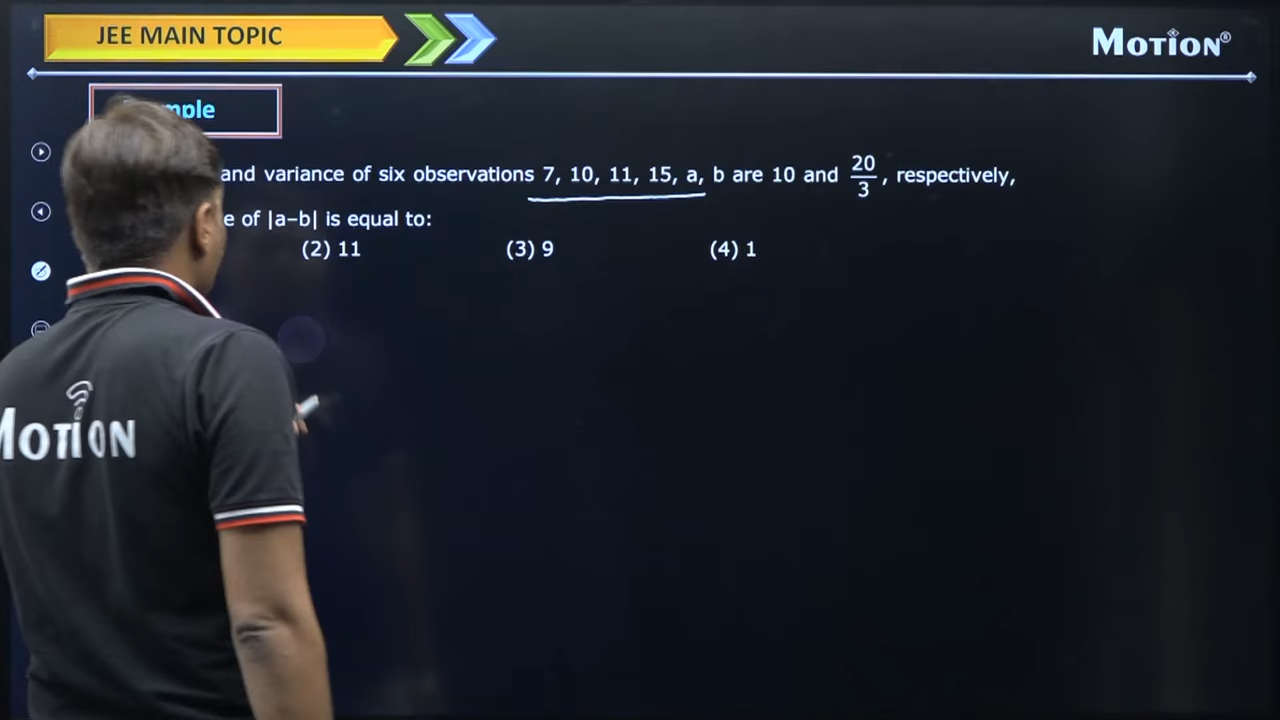 JEE MAIN TOPIC
MOTION®
and variance of six observations 7, 10, 11, 15, a, b are 10 and 20/3, respectively,
of |a–b| is equal to:
(2) 11 (3) 9 (4) 1
MOTION